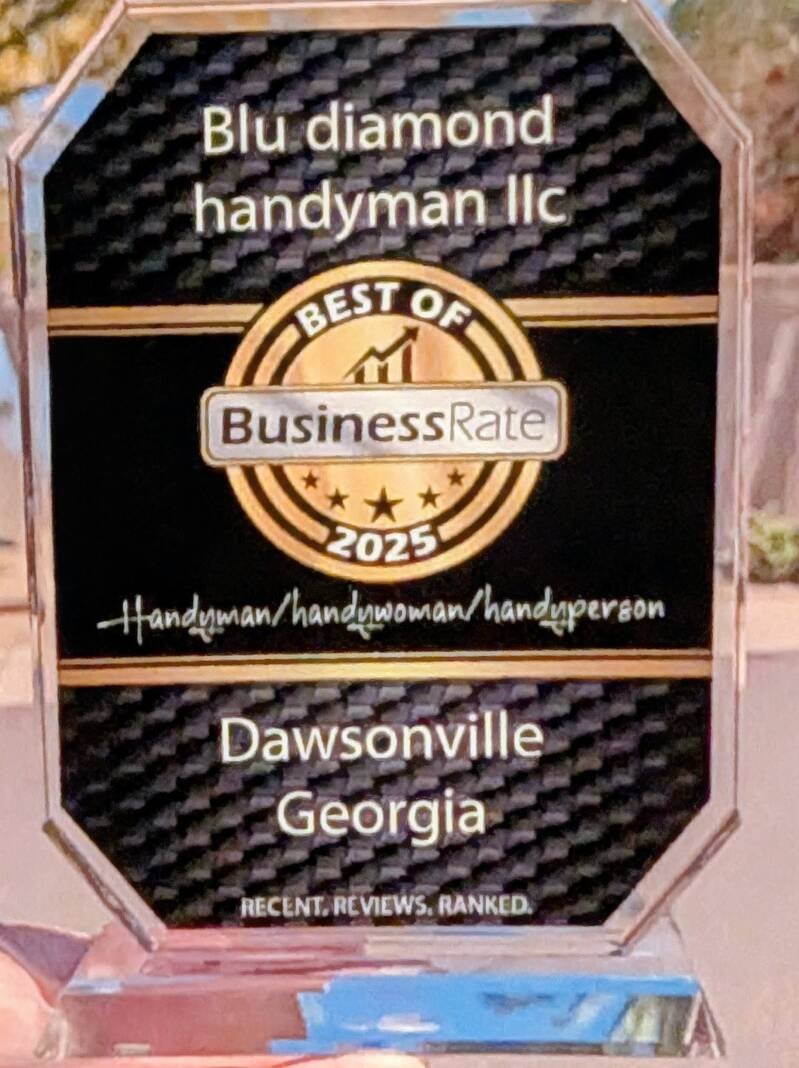 Blu diamond
handyman llc
BEST OF
BusinessRate
2025
Handyman/handywoman/handyperson
Dawsonville
Georgia
RECENT. REVIEWS. RANKED.